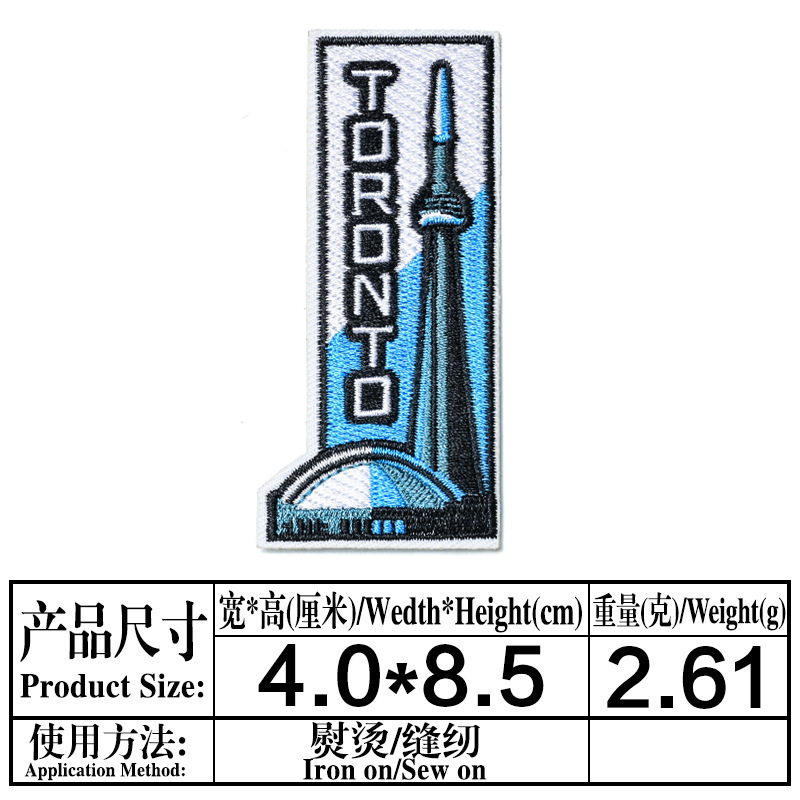 TORONTO
产品尺寸
Product Size:
宽*高(厘米)/Wedth*Height(cm)
4.0*8.5
重量(克)/Weight(g)
2.61
使用方法:
Application Method:
熨烫/缝纫
Iron on/Sew on